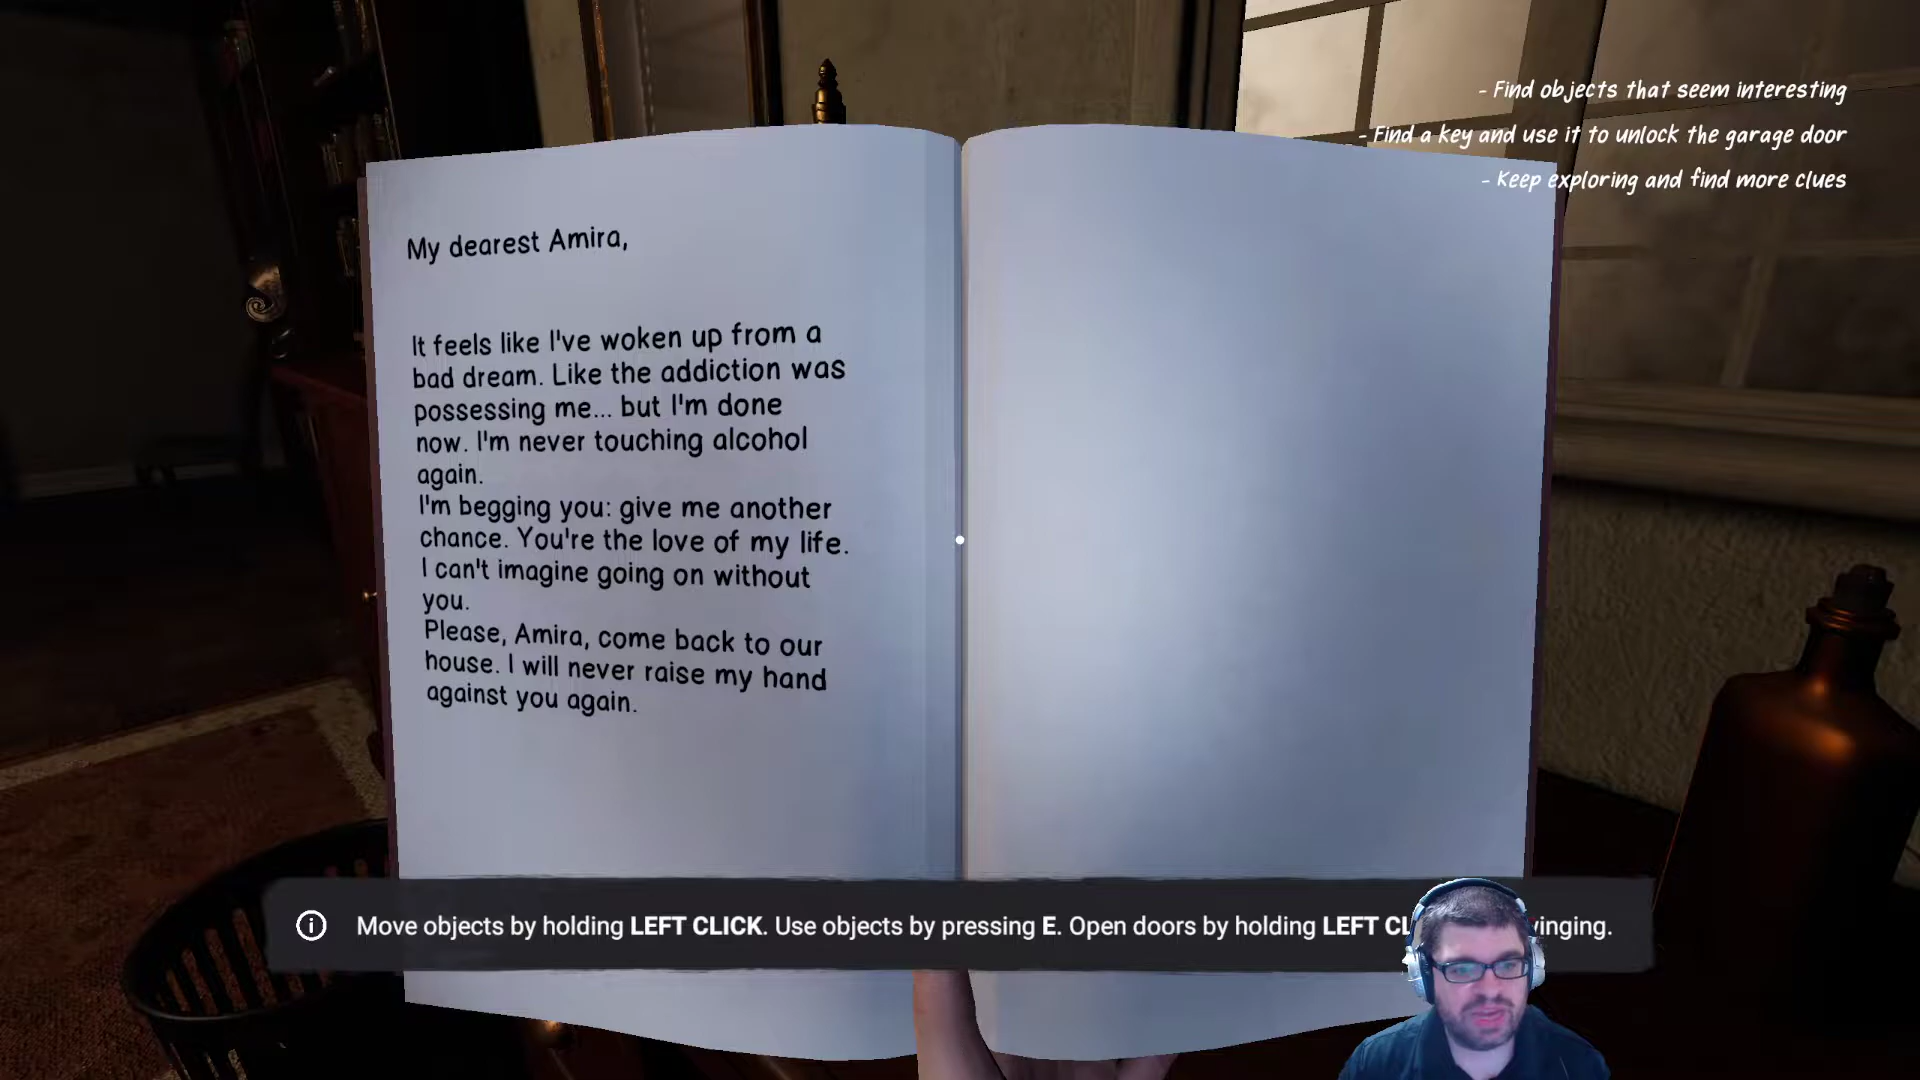 - Find objects that seem interesting
- Find a key and use it to unlock the garage door
- Keep exploring and find more clues
My dearest Amira,
It feels like I've woken up from a
bad dream. Like the addiction was
possessing me... but I'm done
now. I'm never touching alcohol
again.
I'm begging you: give me another
chance. You're the love of my life.
I can't imagine going on without
you.
Please, Amira, come back to our
house. I will never raise my hand
against you again.
Move objects by holding LEFT CLICK. Use objects by pressing E. Open doors by holding LEFT